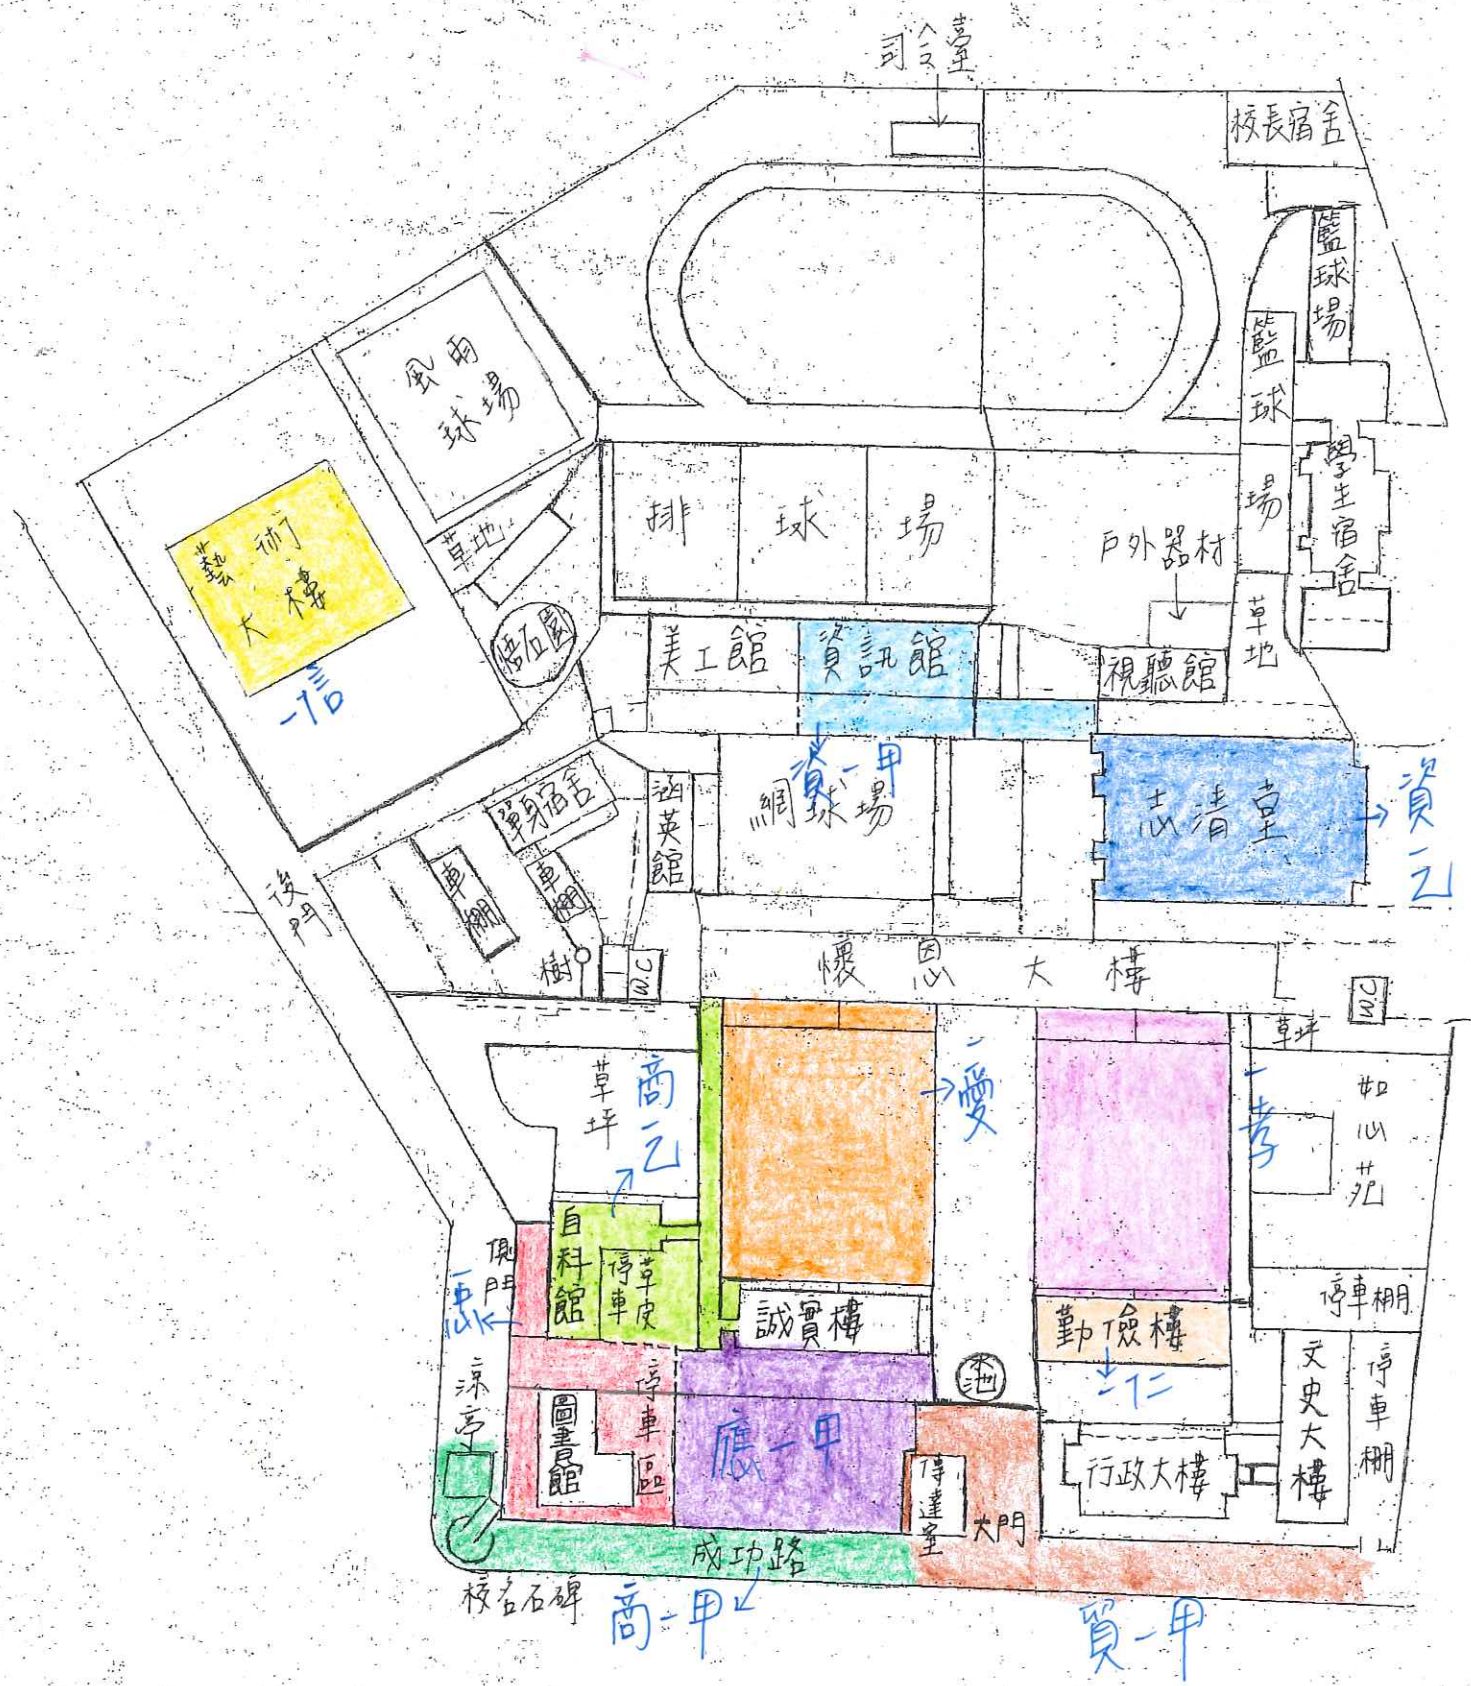 司令臺
校長宿舍
籃球場
籃球場
風雨
球場
學生宿舍
排球場
戶外器材
草地
藝術
大樓
草地
悟石園
美工館
資訊館
視聽館
一信
資一甲
網球場
志清堂
資一乙
單身宿舍
涵英館
車棚
車棚
後門
樹
W.C
懷恩大樓
WC
草坪
草坪
商一乙
二愛
一孝
如心苑
自科館
停車
草皮
側門
誠實樓
勤儉樓
停車棚
二仁
水池
涼亭
圖書館
停車區
應一甲
傳達室
大門
行政大樓
文史大樓
停車棚
成功路
校名石碑
商一甲
貿一甲